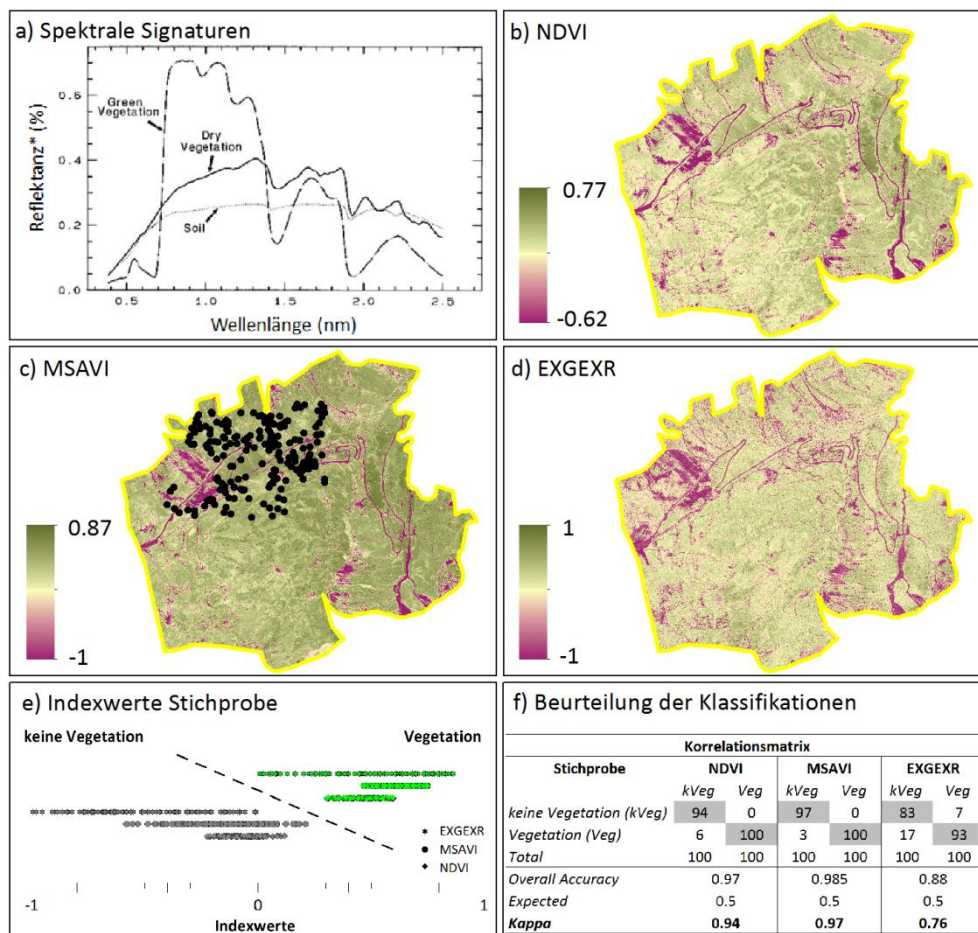 a) Spektrale Signaturen
Reflektanz* (%)
0.6
0.4
0.2
0.0
Green
Vegetation
Dry
Vegetation
Soil
0.5 1.0 1.5 2.0 2.5
Wellenlänge (nm)
b) NDVI
0.77
-0.62
c) MSAVI
0.87
-1
d) EXGEXR
1
-1
e) Indexwerte Stichprobe
keine Vegetation Vegetation
EXGEXR
MSAVI
NDVI
-1 0 1
Indexwerte
f) Beurteilung der Klassifikationen
Korrelationsmatrix
Stichprobe NDVI MSAVI EXGEXR
kVeg Veg kVeg Veg kVeg Veg
keine Vegetation (kVeg) 94 0 97 0 83 7
Vegetation (Veg) 6 100 3 100 17 93
Total 100 100 100 100 100 100
Overall Accuracy 0.97 0.985 0.88
Expected 0.5 0.5 0.5
Kappa 0.94 0.97 0.76